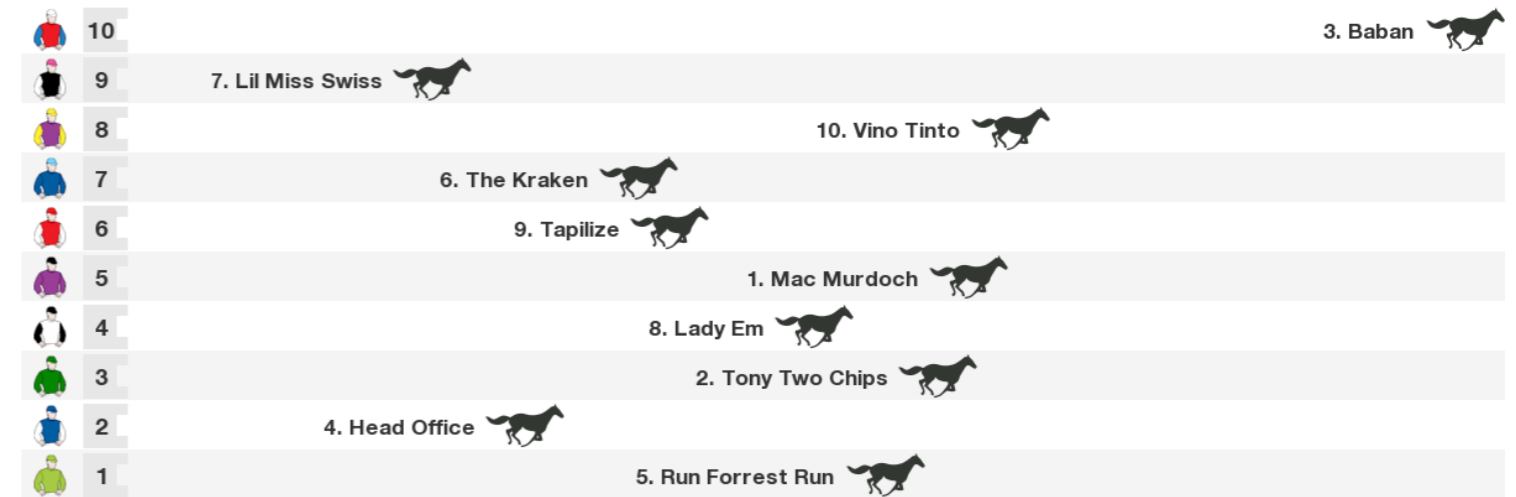 10 3. Baban
9 7. Lil Miss Swiss
8 10. Vino Tinto
7 6. The Kraken
6 9. Tapilize
5 1. Mac Murdoch
4 8. Lady Em
3 2. Tony Two Chips
2 4. Head Office
1 5. Run Forrest Run